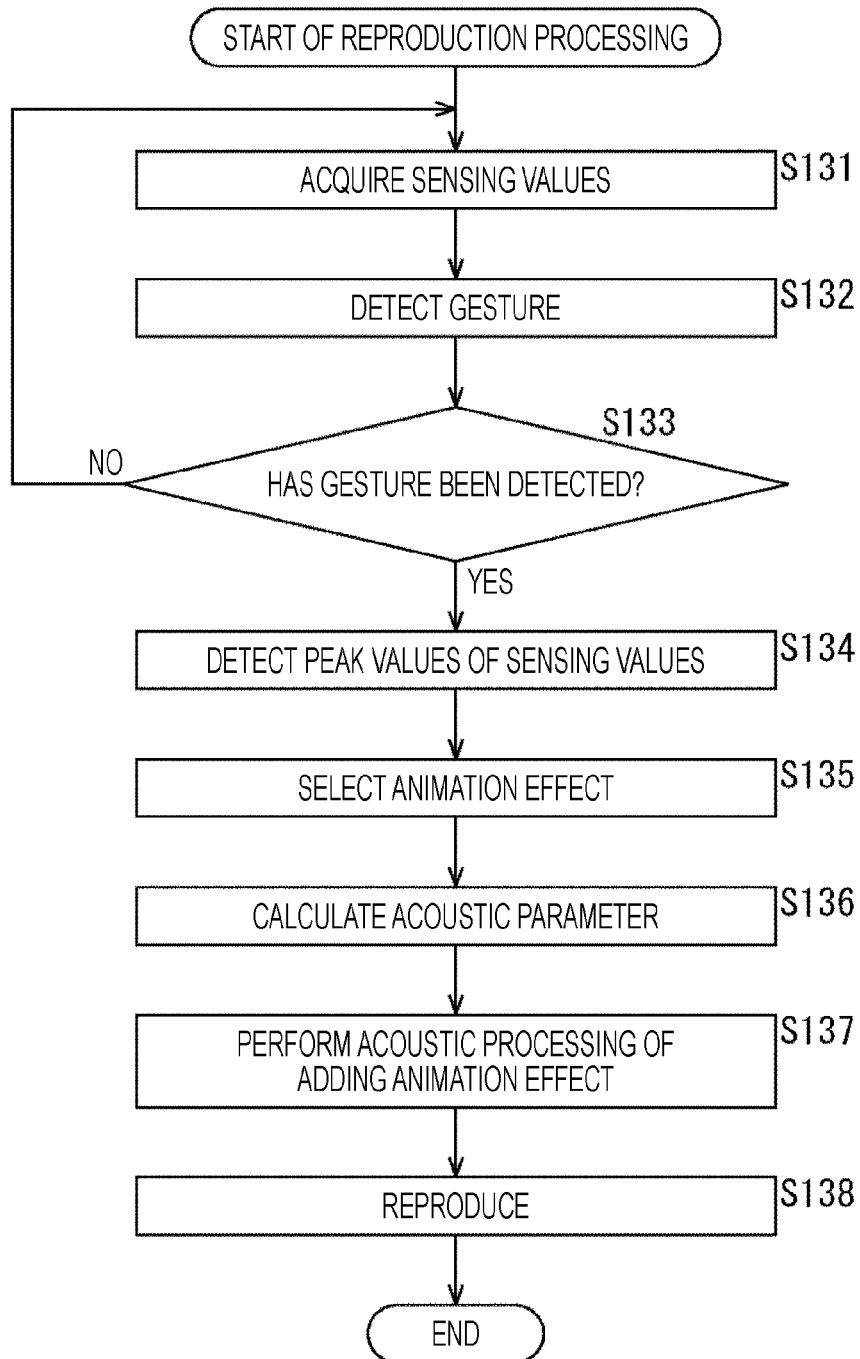 START OF REPRODUCTION PROCESSING
ACQUIRE SENSING VALUES
S131
DETECT GESTURE
S132
S133
NO
HAS GESTURE BEEN DETECTED?
YES
DETECT PEAK VALUES OF SENSING VALUES
S134
SELECT ANIMATION EFFECT
S135
CALCULATE ACOUSTIC PARAMETER
S136
PERFORM ACOUSTIC PROCESSING OF
ADDING ANIMATION EFFECT
S137
REPRODUCE
S138
END